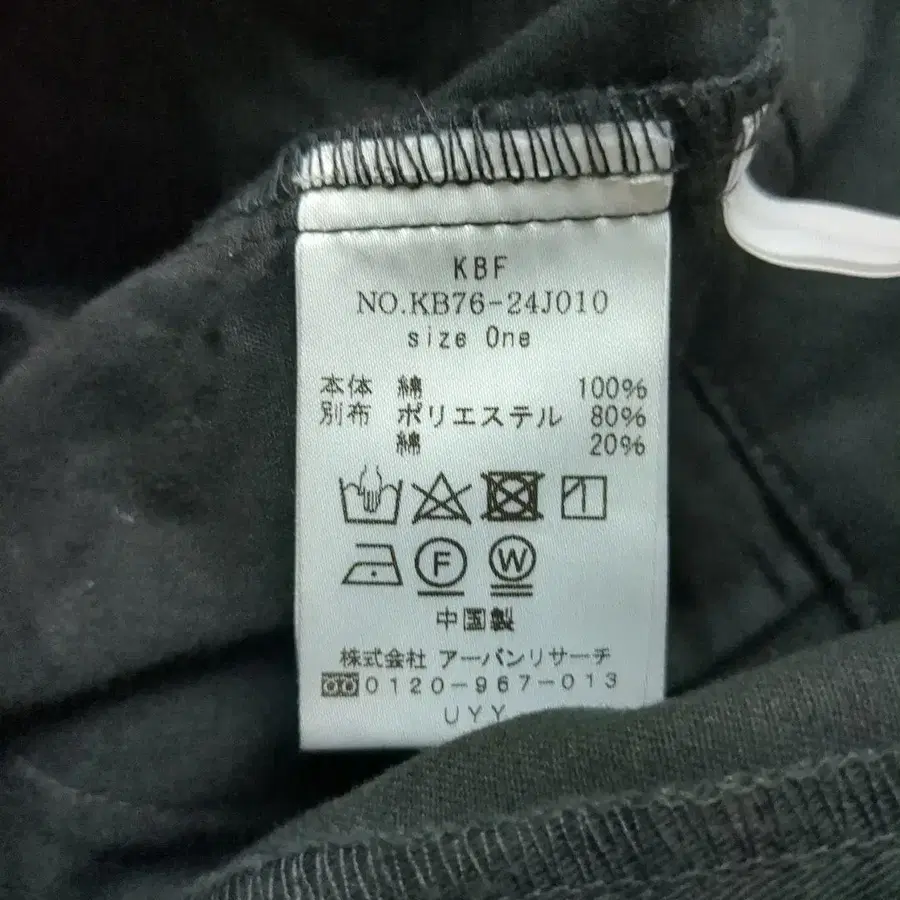 KBF
NO.KB76-24J010
size One
本体 綿 100%
別布 ポリエステル 80%
綿 20%
F W
中国製
株式会社 アーバンリサーチ
0120-967-013
UYY